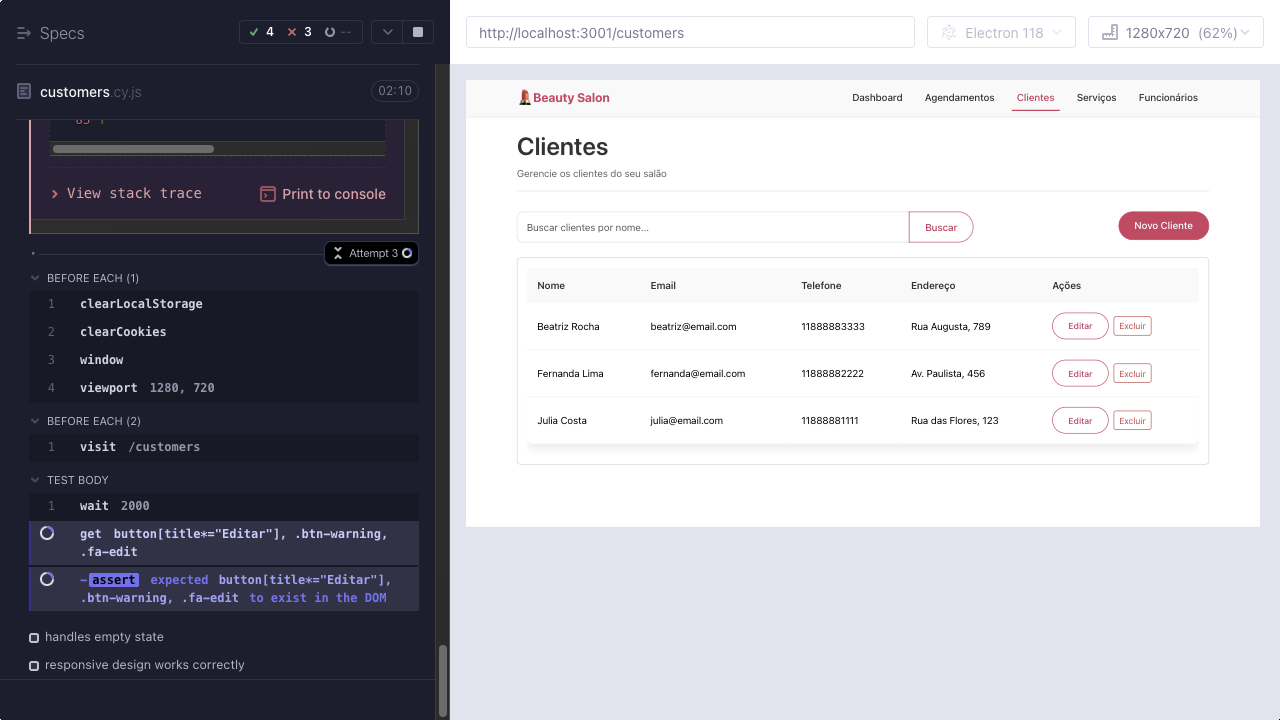 Specs
4
3
--
customers.cy.js
02:10
View stack trace
Print to console
Attempt 3
BEFORE EACH (1)
1 clearLocalStorage
2 clearCookies
3 window
4 viewport 1280, 720
BEFORE EACH (2)
1 visit /customers
TEST BODY
1 wait 2000
get button[title*="Editar"], .btn-warning,
.fa-edit
-assert expected button[title*="Editar"],
.btn-warning, .fa-edit to exist in the DOM
handles empty state
responsive design works correctly
http://localhost:3001/customers
Electron 118
1280x720 (62%)
Beauty Salon
Dashboard
Agendamentos
Clientes
Serviços
Funcionários
Clientes
Gerencie os clientes do seu salão
Buscar clientes por nome...
Buscar
Novo Cliente
Nome Email Telefone Endereço Ações
Beatriz Rocha beatriz@email.com 11888883333 Rua Augusta, 789 Editar Excluir
Fernanda Lima fernanda@email.com 11888882222 Av. Paulista, 456 Editar Excluir
Julia Costa julia@email.com 11888881111 Rua das Flores, 123 Editar Excluir